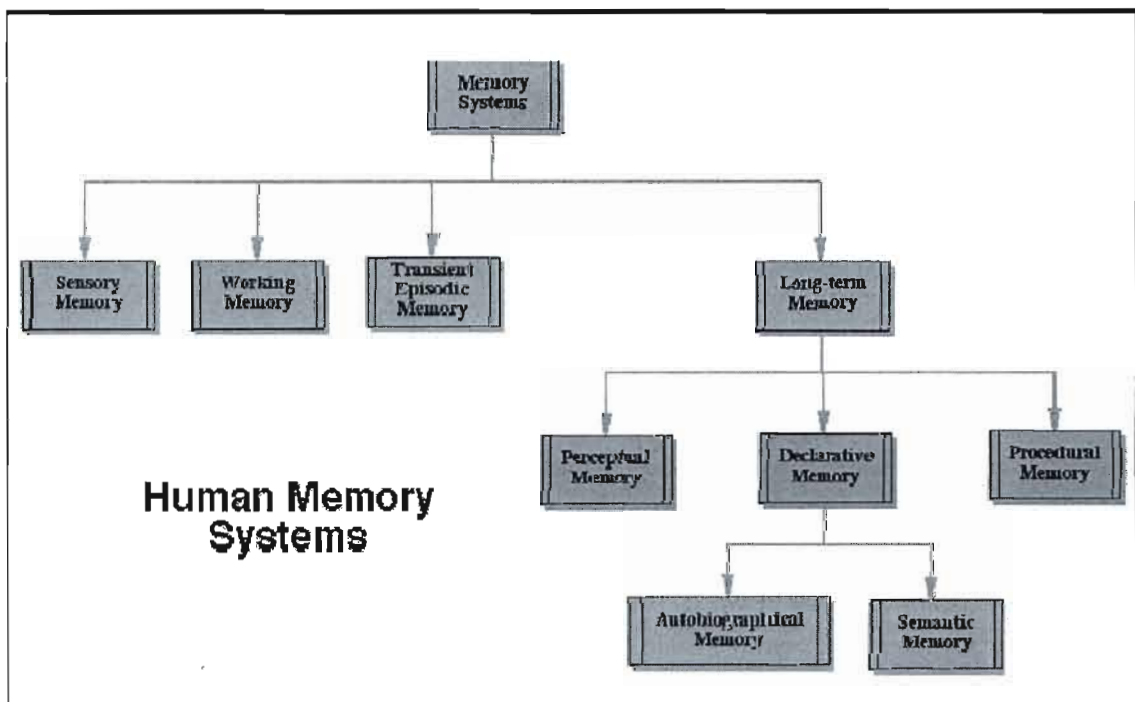 Memory
Systems
Sensory
Memory
Working
Memory
Transient
Episodic
Memory
Long-term
Memory
Perceptual
Memory
Declarative
Memory
Procedural
Memory
Human Memory
Systems
Autobiographical
Memory
Semantic
Memory